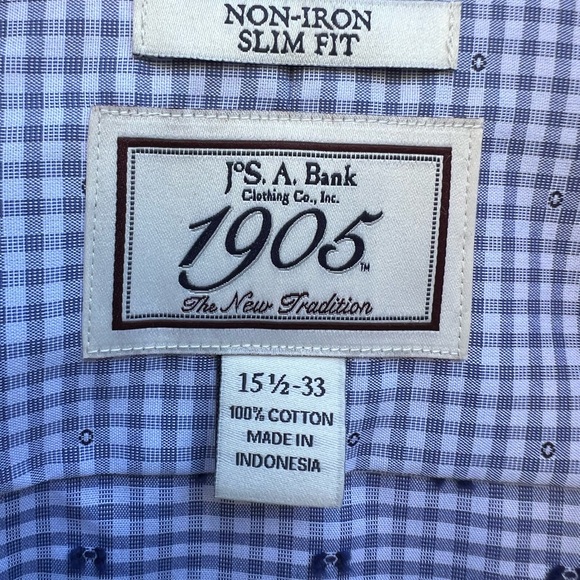 NON-IRON
SLIM FIT
JoS. A. Bank
Clothing Co., Inc.
1905™
The New Tradition
15 ½-33
100% COTTON
MADE IN
INDONESIA